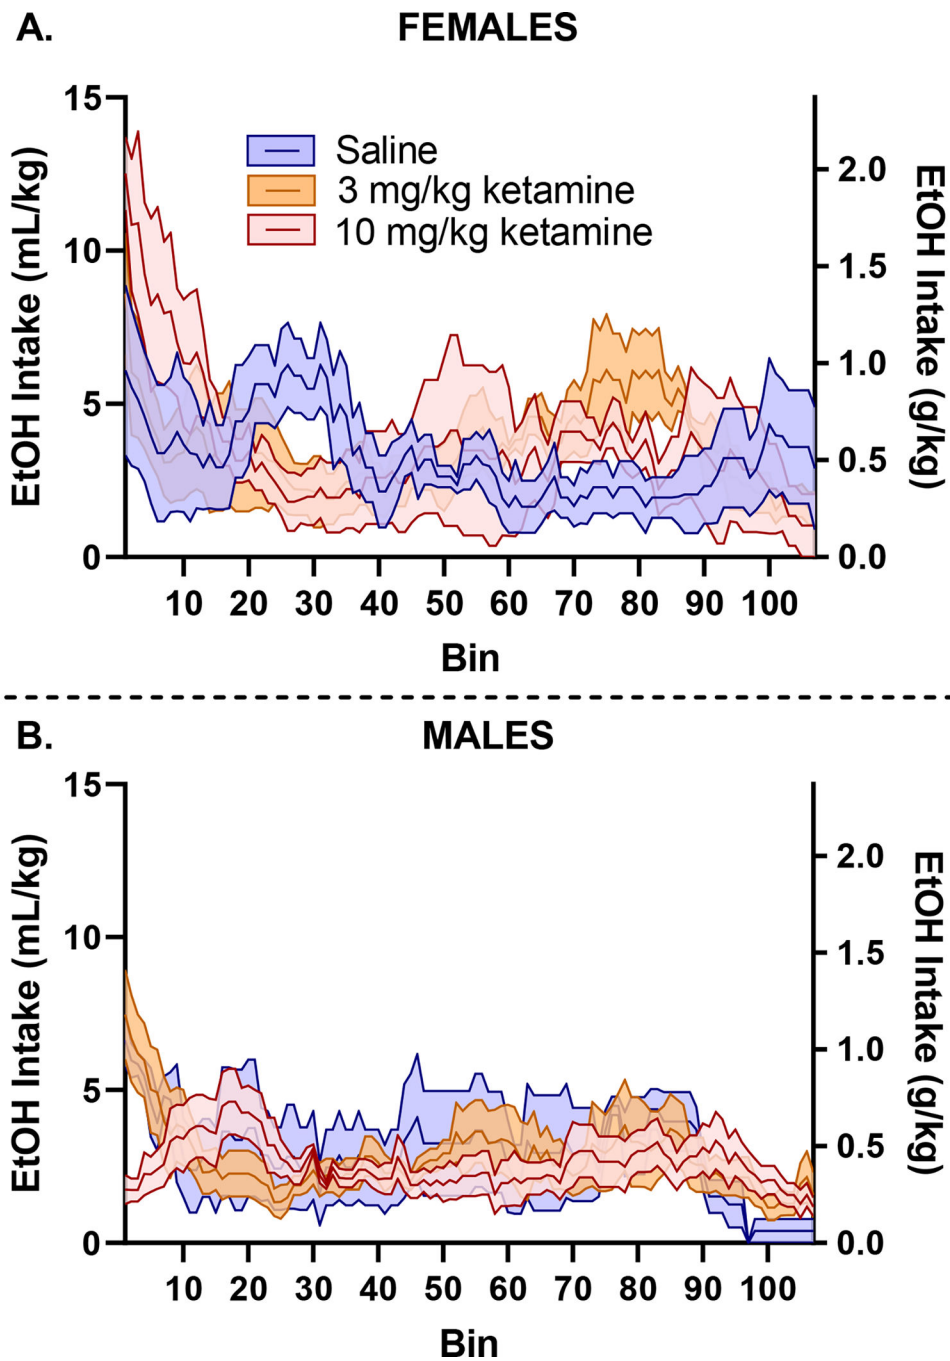 A.
FEMALES
EtOH Intake (mL/kg)
15
10
5
0
Saline
3 mg/kg ketamine
10 mg/kg ketamine
2.0
1.5
1.0
0.5
0.0
EtOH Intake (g/kg)
10 20 30 40 50 60 70 80 90 100
Bin
B.
MALES
EtOH Intake (mL/kg)
15
10
5
0
2.0
1.5
1.0
0.5
0.0
EtOH Intake (g/kg)
10 20 30 40 50 60 70 80 90 100
Bin